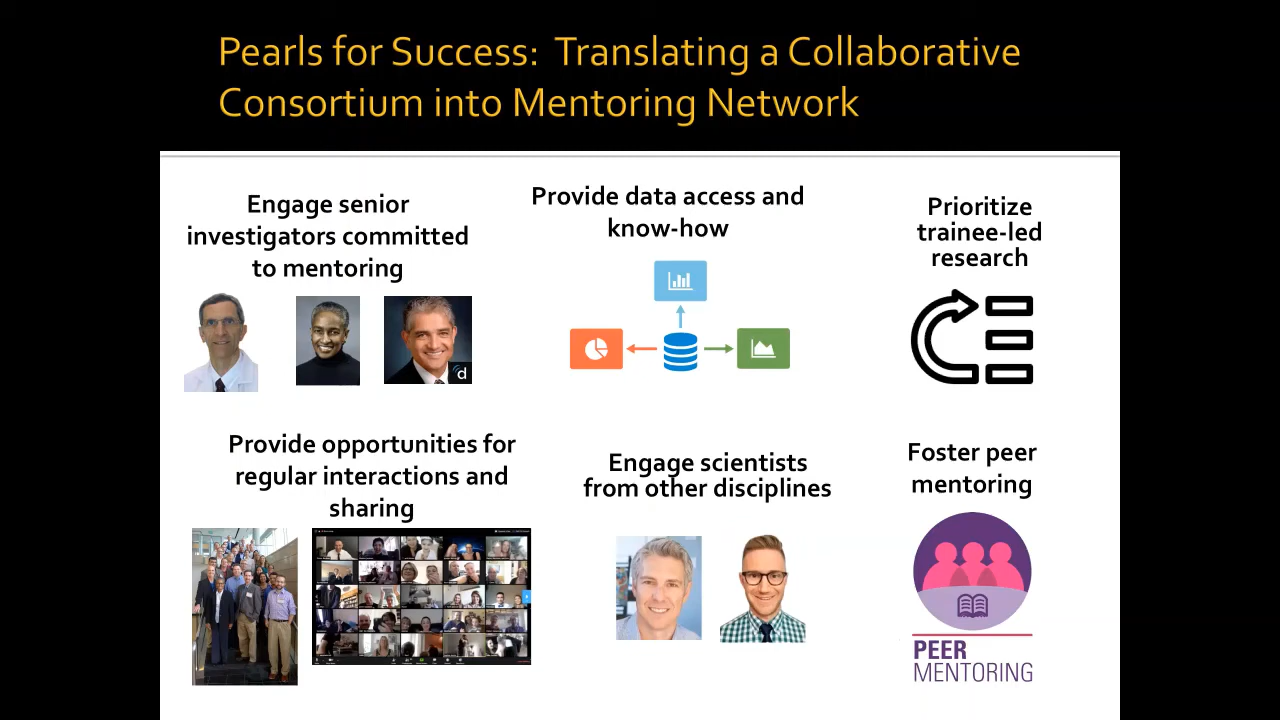 Pearls for Success: Translating a Collaborative
Consortium into Mentoring Network
Engage senior
investigators committed
to mentoring
d
Provide data access and
know-how
Prioritize
trainee-led
research
Provide opportunities for
regular interactions and
sharing
Engage scientists
from other disciplines
Foster peer
mentoring
PEER
MENTORING